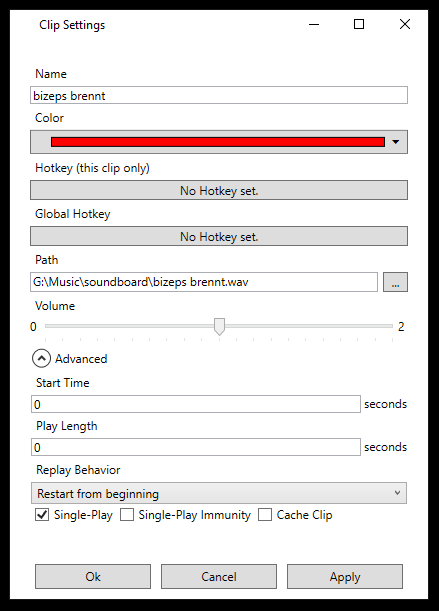 Clip Settings
Name
bizeps brennt
Color
Hotkey (this clip only)
No Hotkey set.
Global Hotkey
No Hotkey set.
Path
G:\Music\soundboard\bizeps brennt.wav ...
Volume
0 2
Advanced
Start Time
0 seconds
Play Length
0 seconds
Replay Behavior
Restart from beginning
Single-Play Single-Play Immunity Cache Clip
Ok Cancel Apply